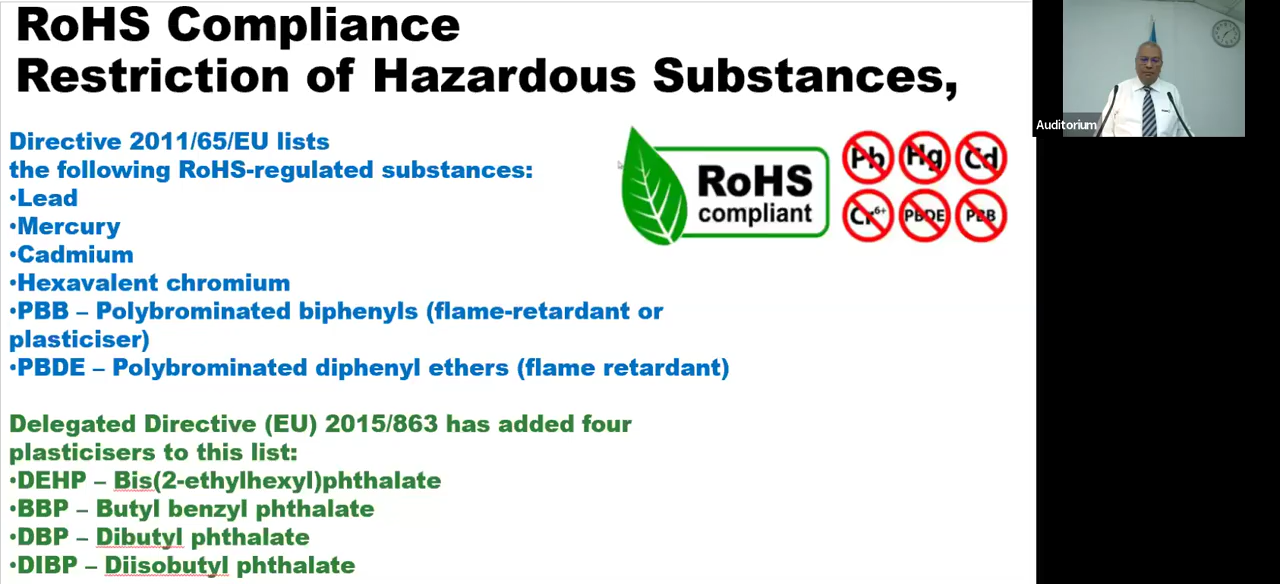 RoHS Compliance
Restriction of Hazardous Substances,
Directive 2011/65/EU lists
the following RoHS-regulated substances:
•Lead
•Mercury
•Cadmium
•Hexavalent chromium
•PBB – Polybrominated biphenyls (flame-retardant or
plasticiser)
•PBDE – Polybrominated diphenyl ethers (flame retardant)
Delegated Directive (EU) 2015/863 has added four
plasticisers to this list:
•DEHP – Bis(2-ethylhexyl)phthalate
•BBP – Butyl benzyl phthalate
•DBP – Dibutyl phthalate
•DIBP – Diisobutyl phthalate
RoHS
compliant
Pb Hg Cd
Cr6+ PBDE PBB
Auditorium